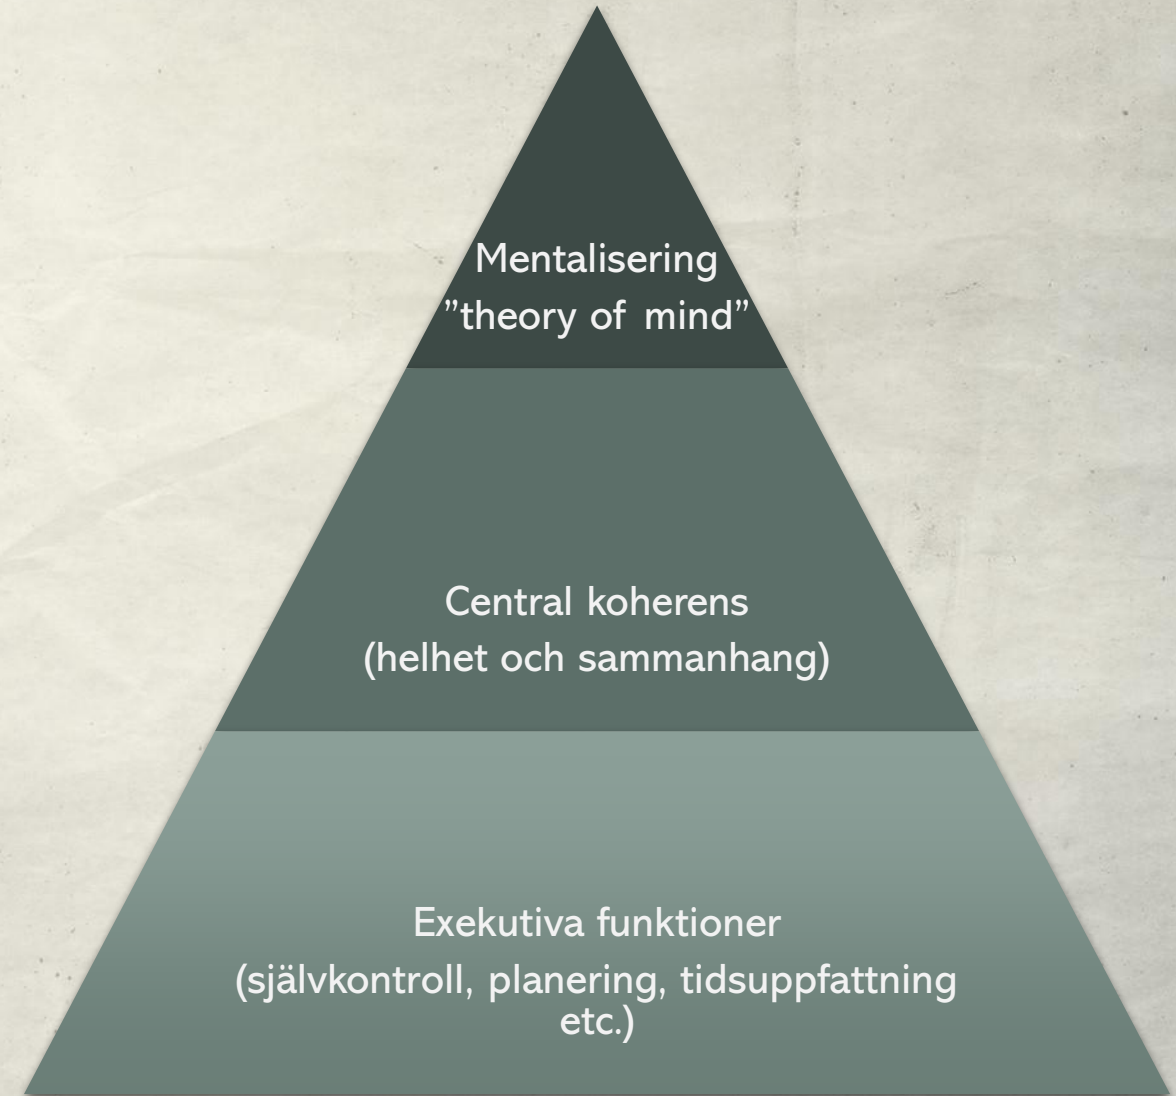 Mentalisering
”theory of mind”
Central koherens
(helhet och sammanhang)
Exekutiva funktioner
(självkontroll, planering, tidsuppfattning
etc.)